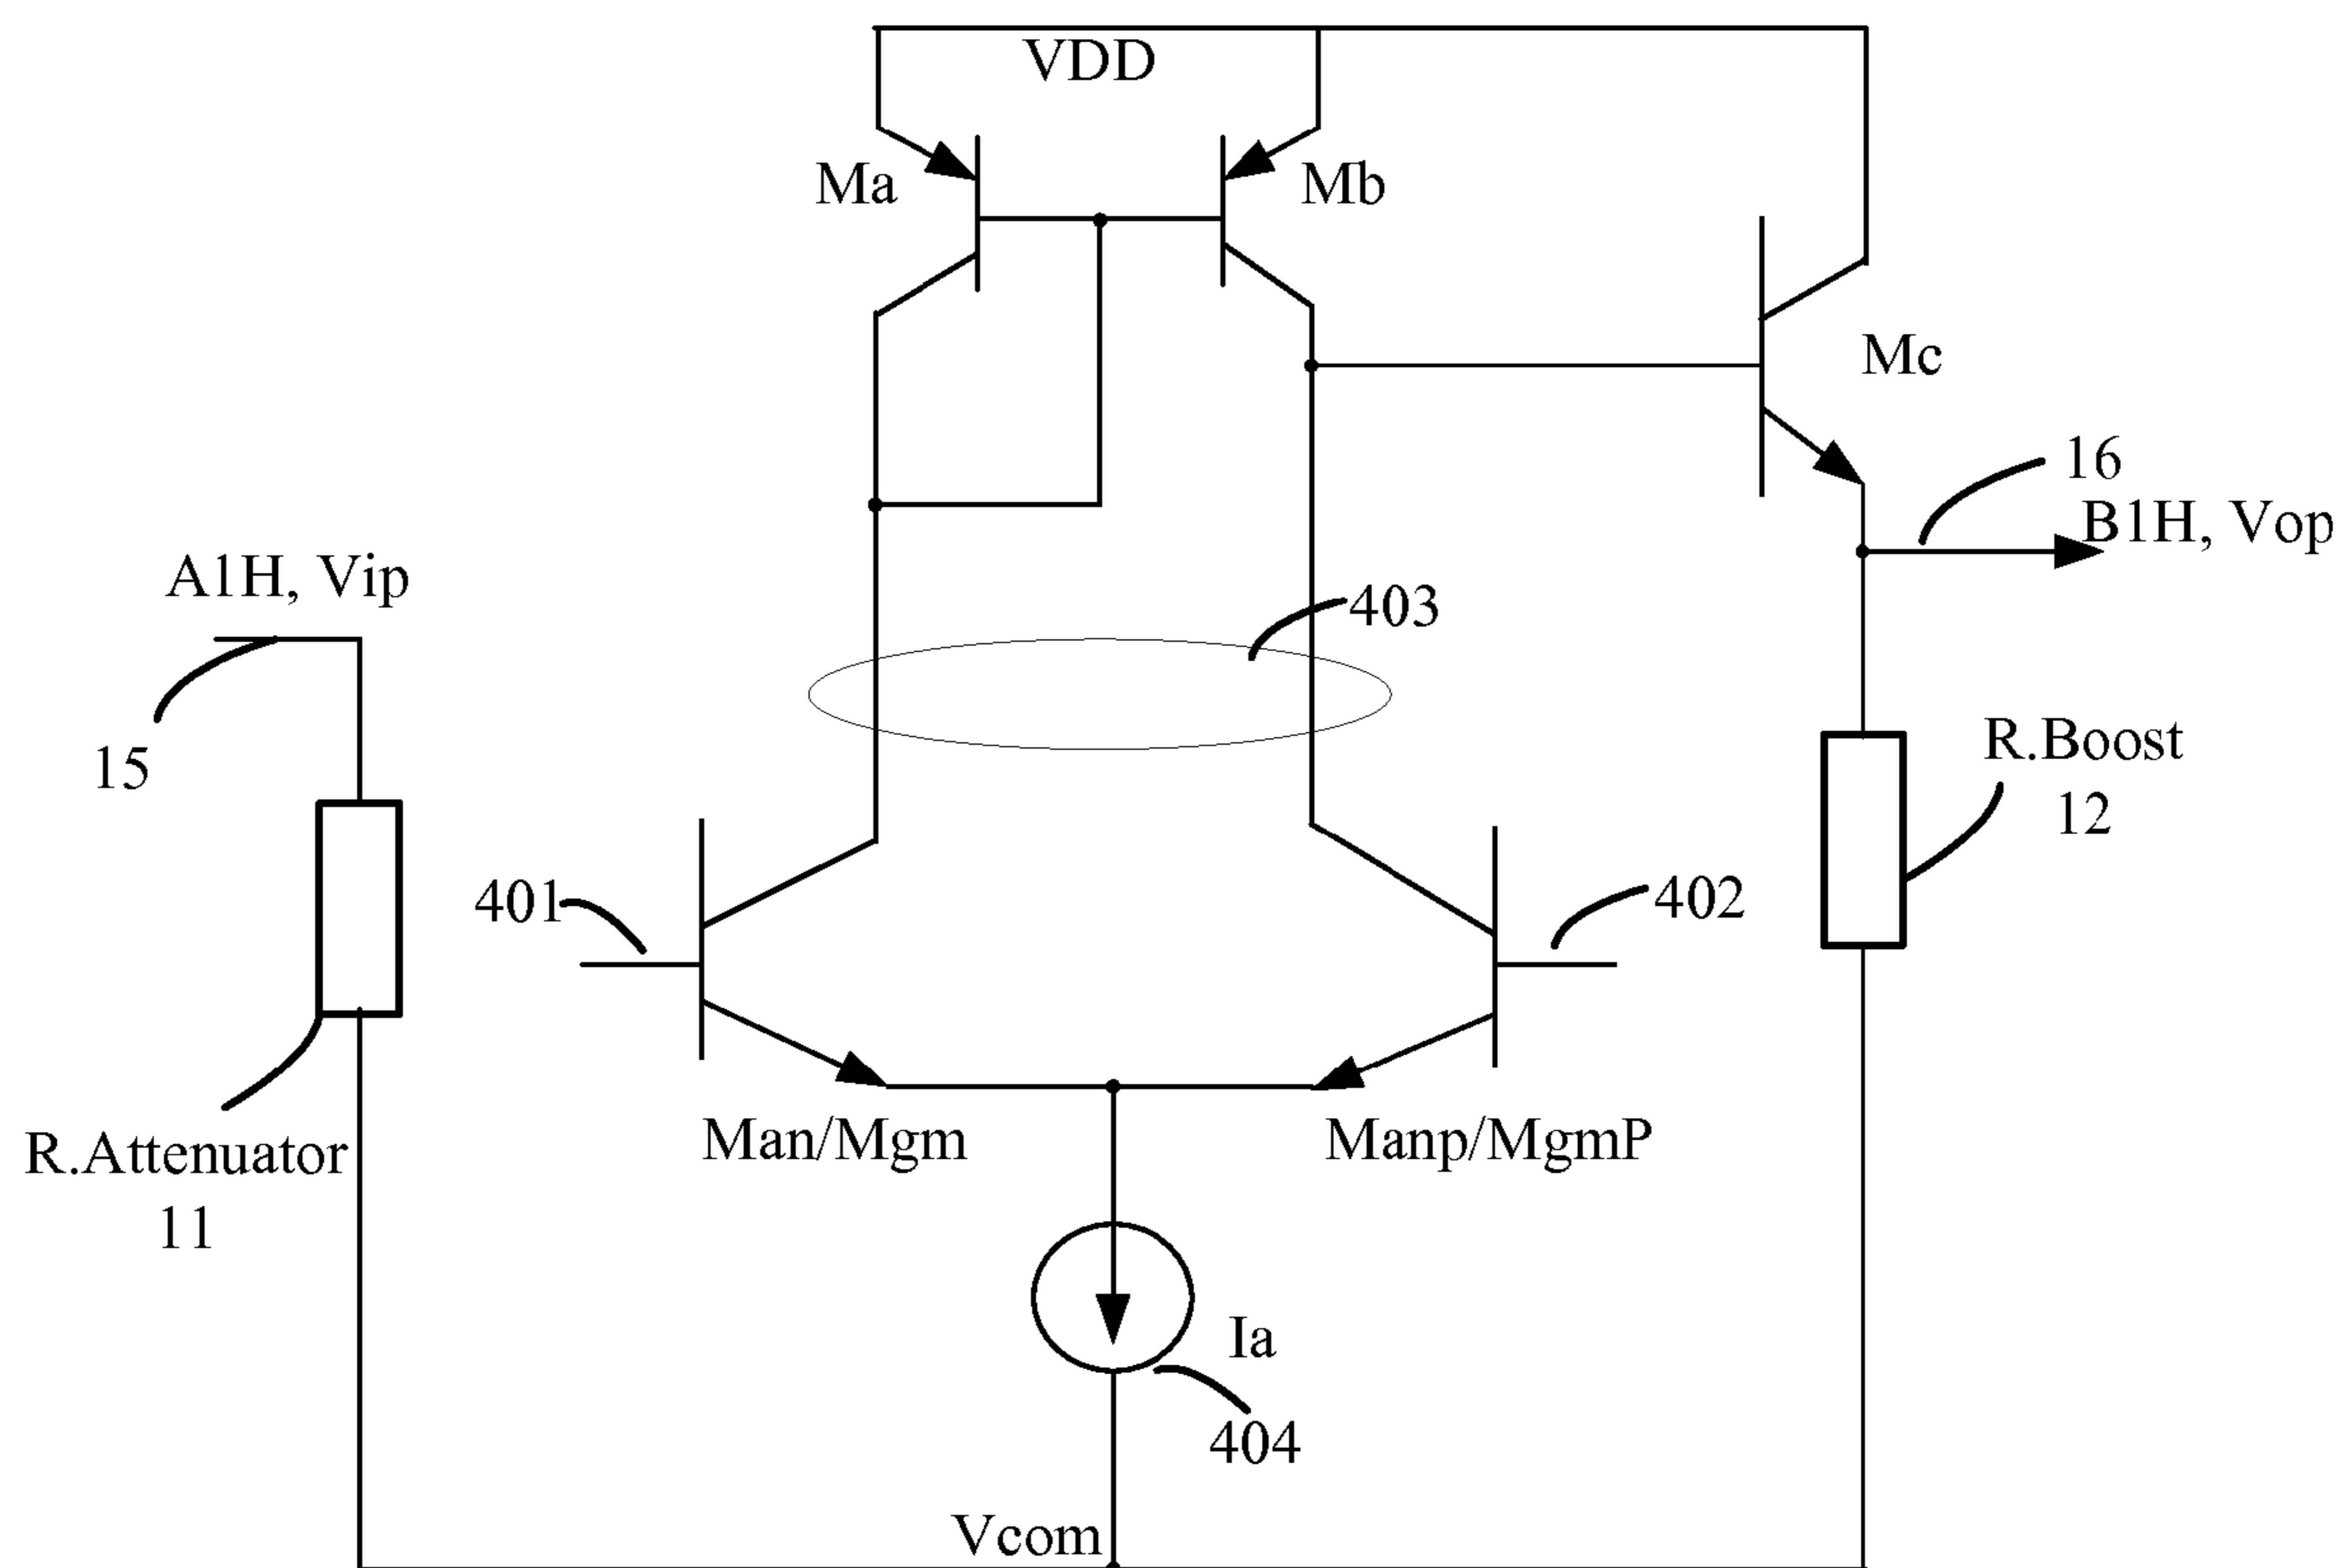 VDD
Ma
Mb
Mc
16
B1H, Vop
A1H, Vip
403
15
R.Boost
12
401
402
Man/Mgm
Manp/MgmP
R.Attenuator
11
Ia
404
Vcom